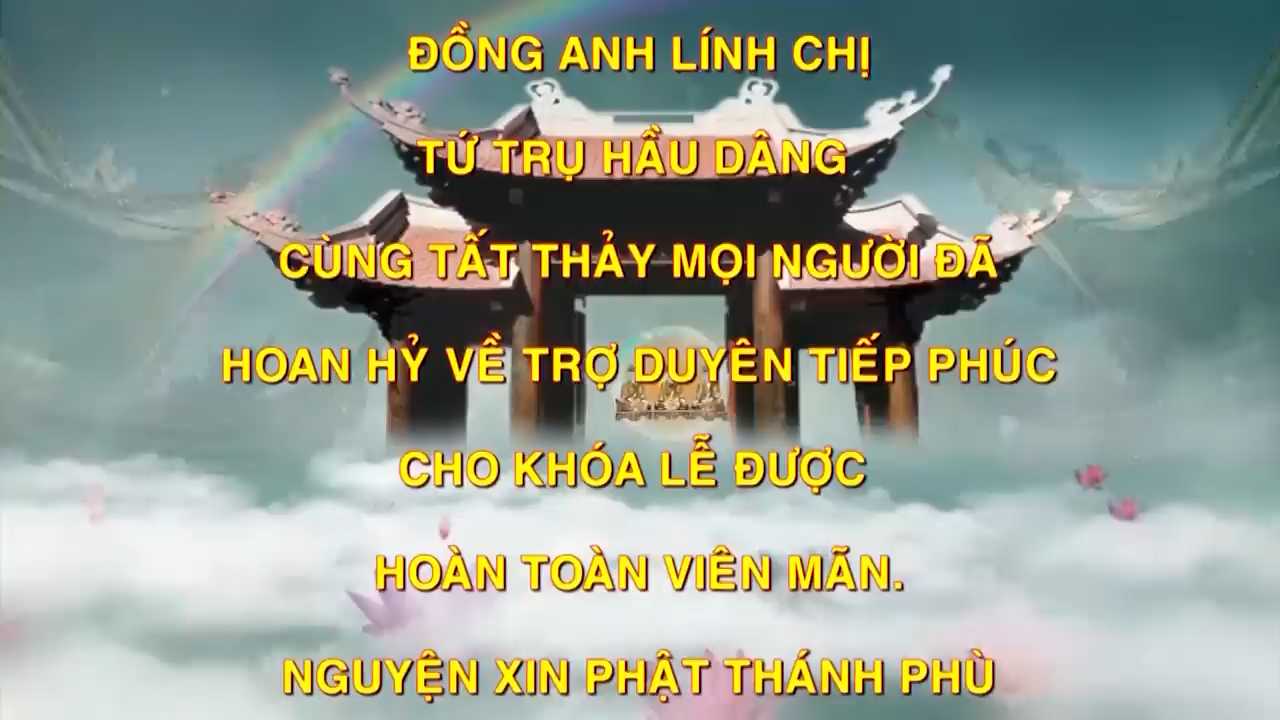 ĐỒNG ANH LÍNH CHỊ
TỨ TRỤ HẦU DÂNG
CÙNG TẤT THẢY MỌI NGƯỜI ĐÃ
HOAN HỶ VỀ TRỢ DUYÊN TIẾP PHÚC
CHO KHÓA LỄ ĐƯỢC
HOÀN TOÀN VIÊN MÃN.
NGUYỆN XIN PHẬT THÁNH PHÙ